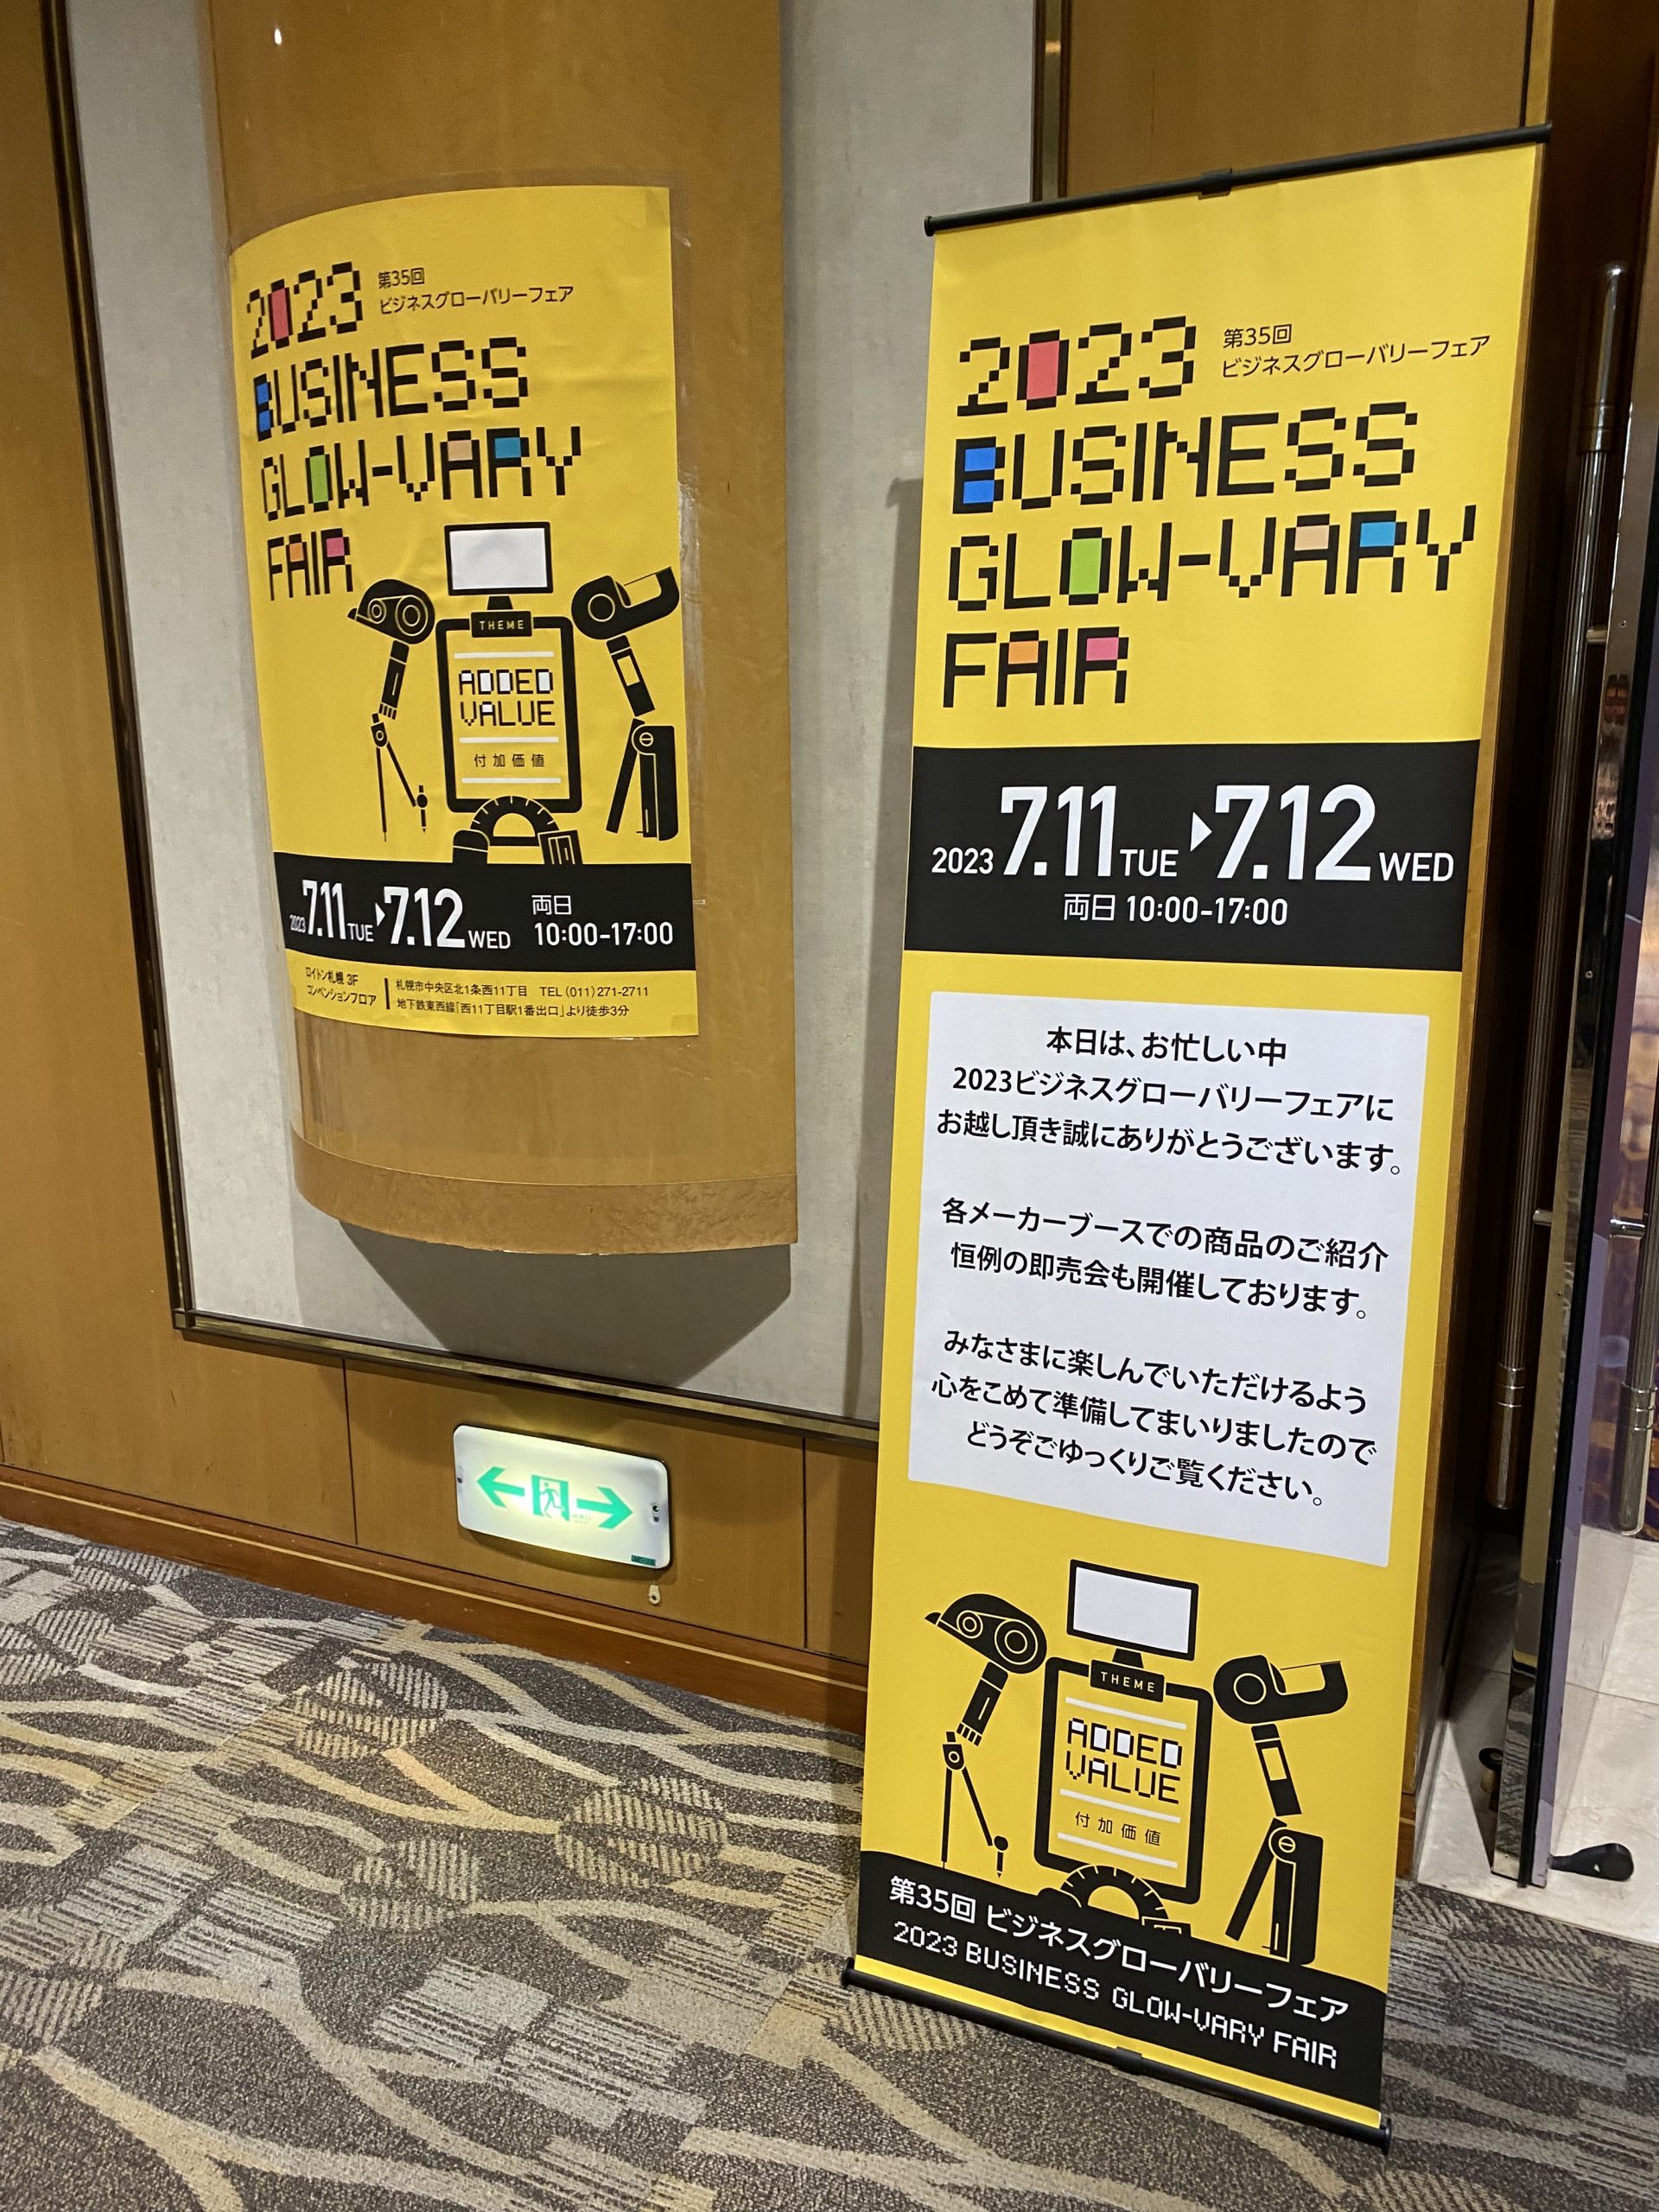 2023
第35回
ビジネスグローバリーフェア
BUSINESS
GLOW-VARY
FAIR
THEME
ADDED
VALUE
付加価値
2023 7.11 TUE 7.12 WED
両日
10:00-17:00
ロイトン札幌 3F
コンベンションフロア
札幌市中央区北1条西11丁目 TEL (011) 271-2711
地下鉄東西線「西11丁目駅1番出口」より徒歩3分
2023
第35回
ビジネスグローバリーフェア
BUSINESS
GLOW-VARY
FAIR
2023 7.11 TUE 7.12 WED
両日 10:00-17:00
本日は、お忙しい中
2023ビジネスグローバリーフェアに
お越し頂き誠にありがとうございます。
各メーカーブースでの商品のご紹介
恒例の即売会も開催しております。
みなさまに楽しんでいただけるよう
心をこめて準備してまいりましたので
どうぞごゆっくりご覧ください。
THEME
ADDED
VALUE
付加価値
第35回 ビジネスグローバリーフェア
2023 BUSINESS GLOW-VARY FAIR